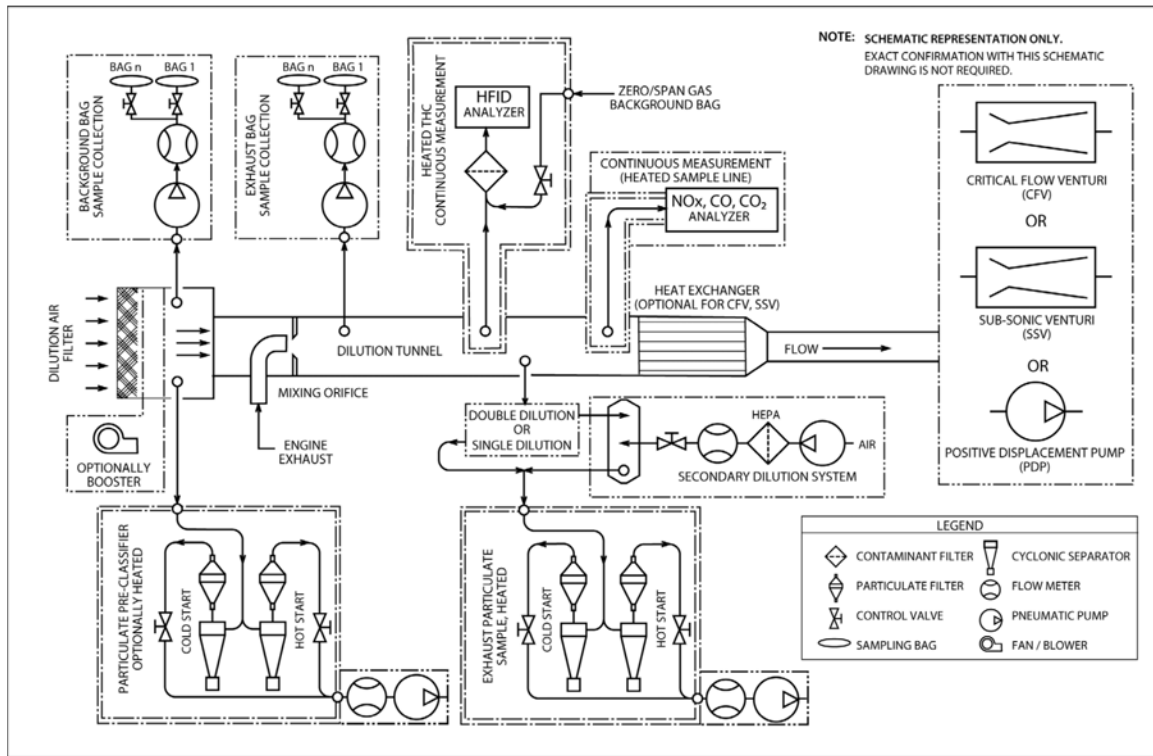 NOTE: SCHEMATIC REPRESENTATION ONLY.
EXACT CONFIRMATION WITH THIS SCHEMATIC
DRAWING IS NOT REQUIRED.
BACKGROUND BAG
SAMPLE COLLECTION
BAG n
BAG 1
EXHAUST BAG
SAMPLE COLLECTION
BAG n
BAG 1
HEATED THC
CONTINUOUS MEASUREMENT
HFID
ANALYZER
ZERO/SPAN GAS
BACKGROUND BAG
CONTINUOUS MEASUREMENT
(HEATED SAMPLE LINE)
NOx, CO, CO₂
ANALYZER
CRITICAL FLOW VENTURI
(CFV)
OR
SUB-SONIC VENTURI
(SSV)
OR
POSITIVE DISPLACEMENT PUMP
(PDP)
DILUTION AIR
FILTER
DILUTION TUNNEL
HEAT EXCHANGER
(OPTIONAL FOR CFV, SSV)
FLOW
MIXING ORIFICE
ENGINE
EXHAUST
OPTIONALLY
BOOSTER
DOUBLE DILUTION
OR
SINGLE DILUTION
HEPA
AIR
SECONDARY DILUTION SYSTEM
PARTICULATE PRE-CLASSIFIER
OPTIONALLY HEATED
COLD START
HOT START
EXHAUST PARTICULATE
SAMPLE, HEATED
COLD START
HOT START
LEGEND
CONTAMINANT FILTER
CYCLONIC SEPARATOR
PARTICULATE FILTER
FLOW METER
CONTROL VALVE
PNEUMATIC PUMP
SAMPLING BAG
FAN / BLOWER